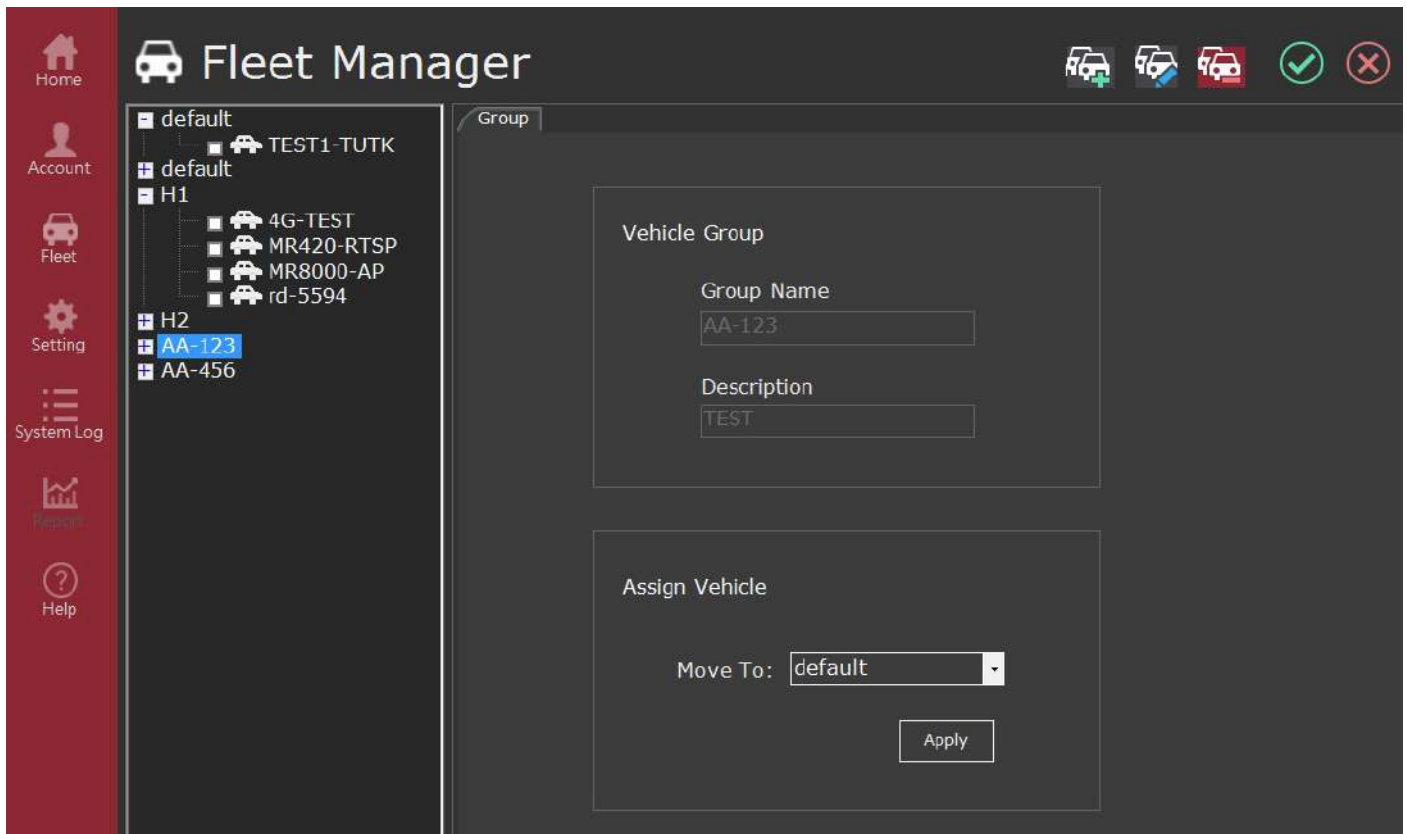 Home
Account
Fleet
Setting
System Log
Report
Help
Fleet Manager
default
TEST1-TUTK
default
H1
4G-TEST
MR420-RTSP
MR8000-AP
rd-5594
H2
AA-123
AA-456
Group
Vehicle Group
Group Name
AA-123
Description
TEST
Assign Vehicle
Move To: default
Apply